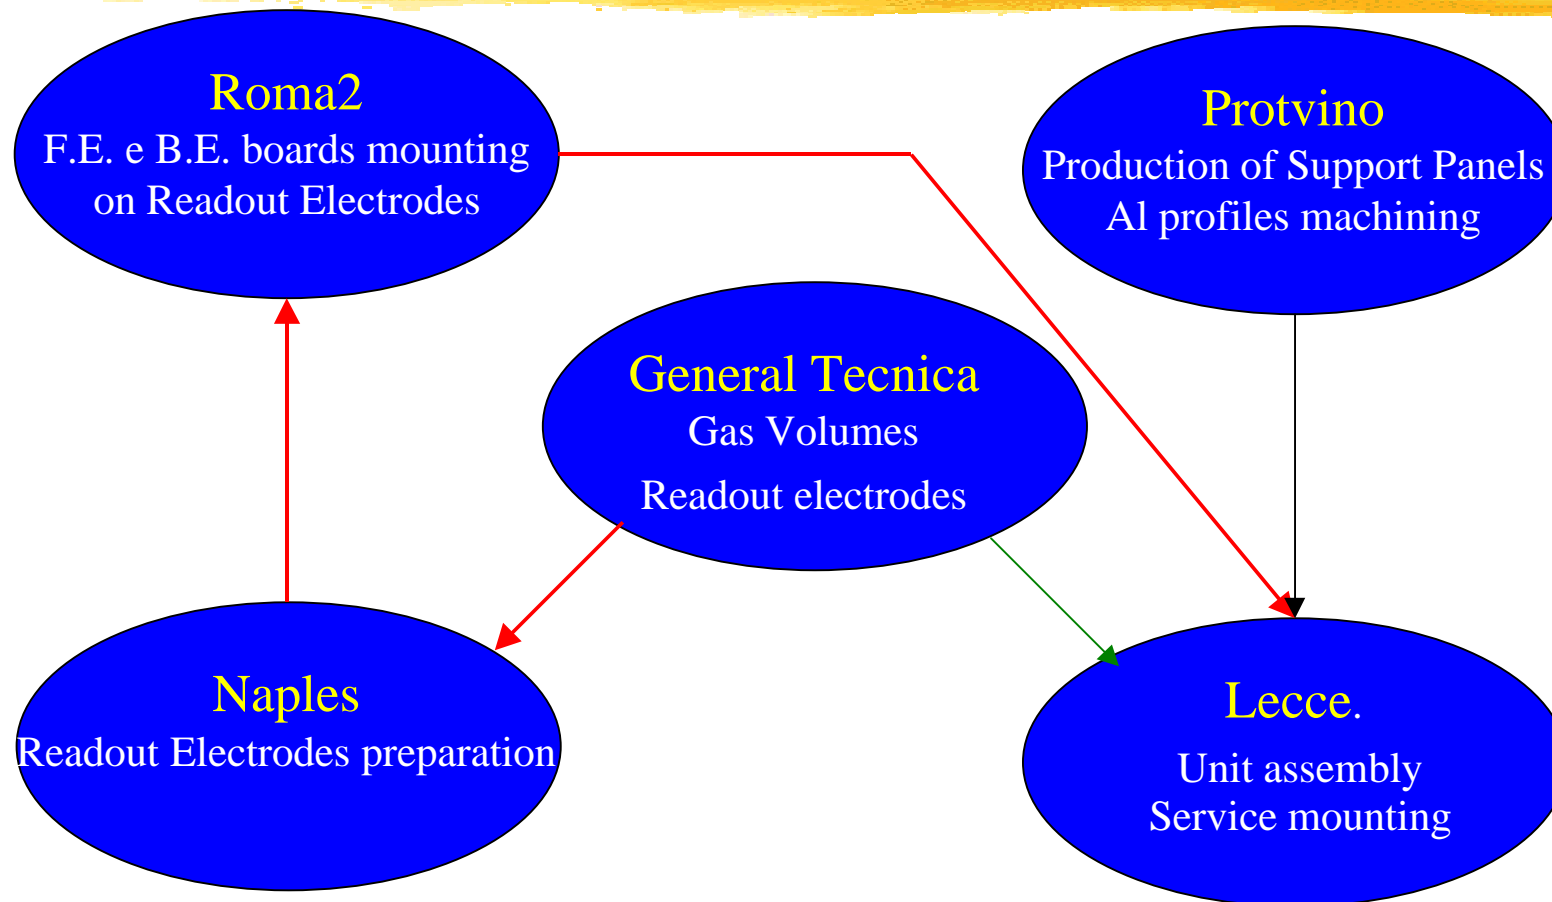 Roma2
F.E. e B.E. boards mounting
on Readout Electrodes
Protvino
Production of Support Panels
Al profiles machining
General Tecnica
Gas Volumes
Readout electrodes
Naples
Readout Electrodes preparation
Lecce.
Unit assembly
Service mounting